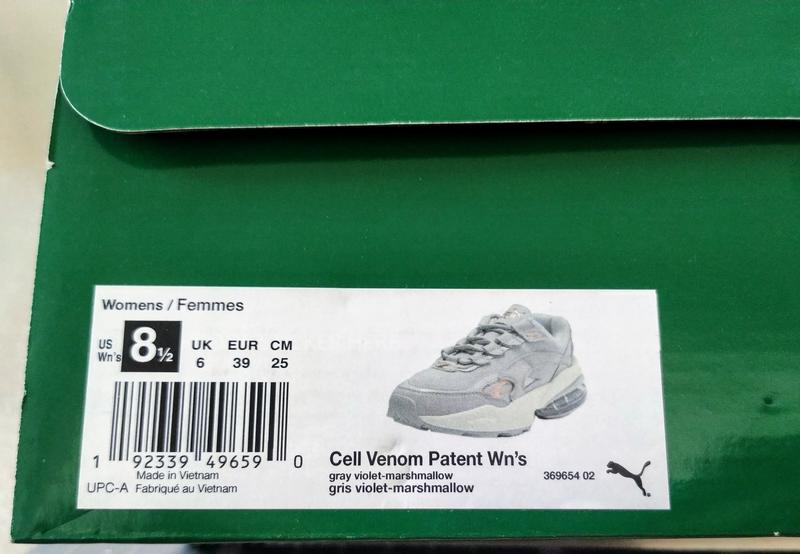 Womens / Femmes
US Wn's 8½
UK 6
EUR 39
CM 25
1 92339 49659 0
Made in Vietnam
UPC-A Fabriqué au Vietnam
Cell Venom Patent Wn's
gray violet-marshmallow
gris violet-marshmallow
369654 02